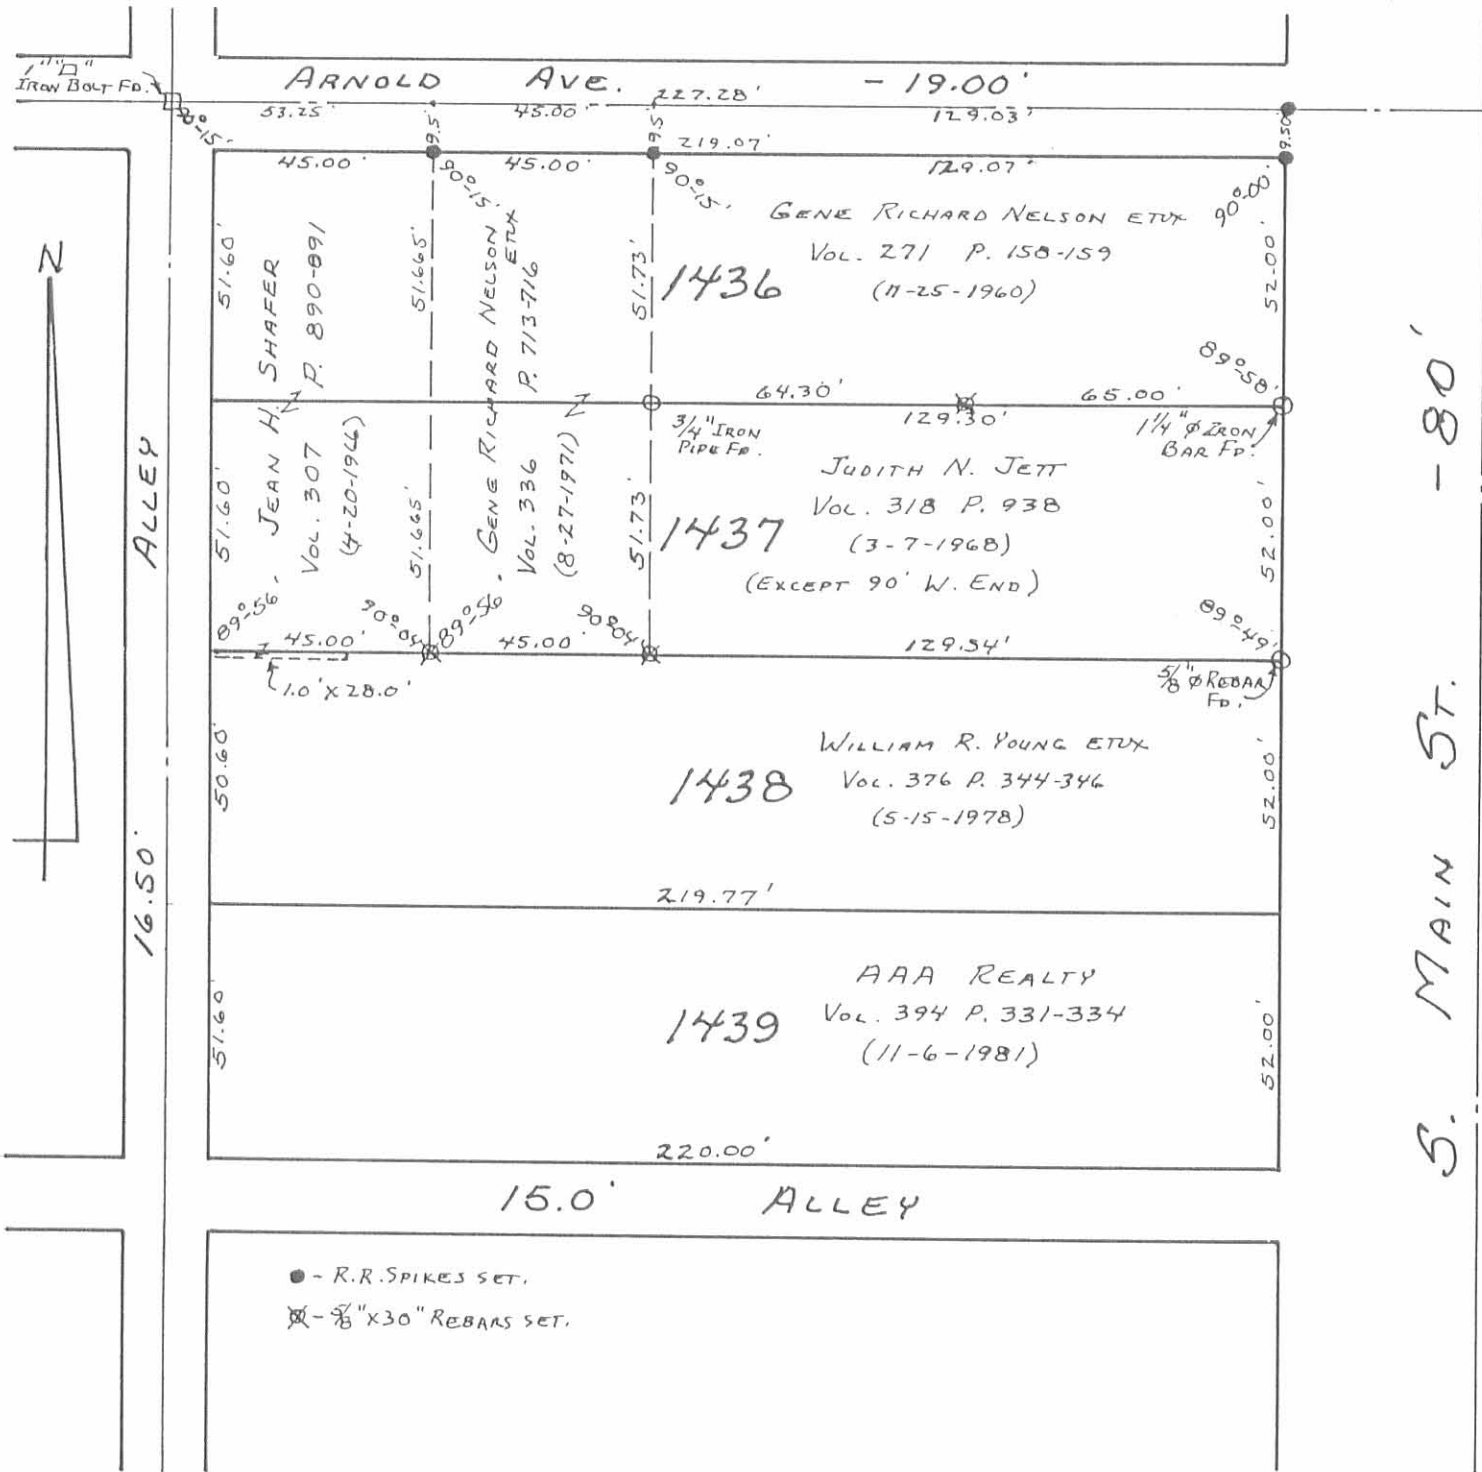 1" "□"
IRON BOLT FD.
ARNOLD AVE. - 19.00'
53.25' 45.00' 227.28' 129.03'
90°-15'
9.5' 9.5' 9.50'
219.07'
45.00' 45.00' 129.07'
90°-15' 90°-15' 90°-00'
N
51.60'
JEAN H. SHAFER
VOL. 307 P. 890-891
(4-20-1966)
51.665'
GENE RICHARD NELSON ETUX
VOL. 336 P. 713-716
(8-27-1971)
51.73'
GENE RICHARD NELSON ETUX
VOL. 271 P. 158-159
1436
(11-25-1960)
52.00'
89°-58'
64.30' 65.00'
129.30'
3/4" IRON
PIPE FD.
1 1/4" Ø IRON
BAR FD.
Z Z
51.60' 51.665' 51.73'
JUDITH N. JETT
VOL. 318 P. 938
1437
(3-7-1968)
(EXCEPT 90' W. END)
52.00'
89°-56' 90°-04' 89°-56' 90°-04' 89°-49'
45.00' 45.00' 129.54'
Z
1.0' X 28.0'
5/8" Ø REBAR
FD.
50.60'
WILLIAM R. YOUNG ETUX
1438
VOL. 376 P. 344-346
(5-15-1978)
52.00'
219.77'
51.60'
AAA REALTY
1439
VOL. 394 P. 331-334
(11-6-1981)
52.00'
220.00'
15.0' ALLEY
16.50' ALLEY
S. MAIN ST. - 80'
● - R.R. SPIKES SET.
- 5/8" X 30" REBARS SET.